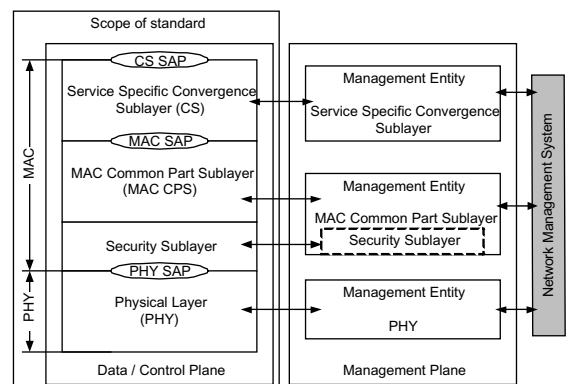 Scope of standard
CS SAP
Service Specific Convergence
Sublayer (CS)
MAC SAP
MAC Common Part Sublayer
(MAC CPS)
Security Sublayer
PHY SAP
Physical Layer
(PHY)
Data / Control Plane
MAC
PHY
Management Entity
Service Specific Convergence
Sublayer
Management Entity
MAC Common Part Sublayer
Security Sublayer
Management Entity
PHY
Management Plane
Network Management System